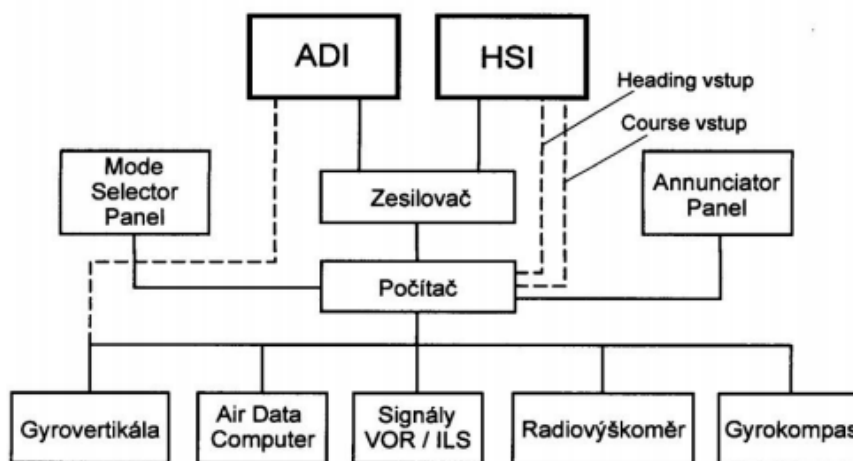 ADI
HSI
Heading vstup
Course vstup
Mode
Selector
Panel
Zesilovač
Annunciator
Panel
Počítač
Gyrovertikála
Air Data
Computer
Signály
VOR / ILS
Radiovýškoměr
Gyrokompas